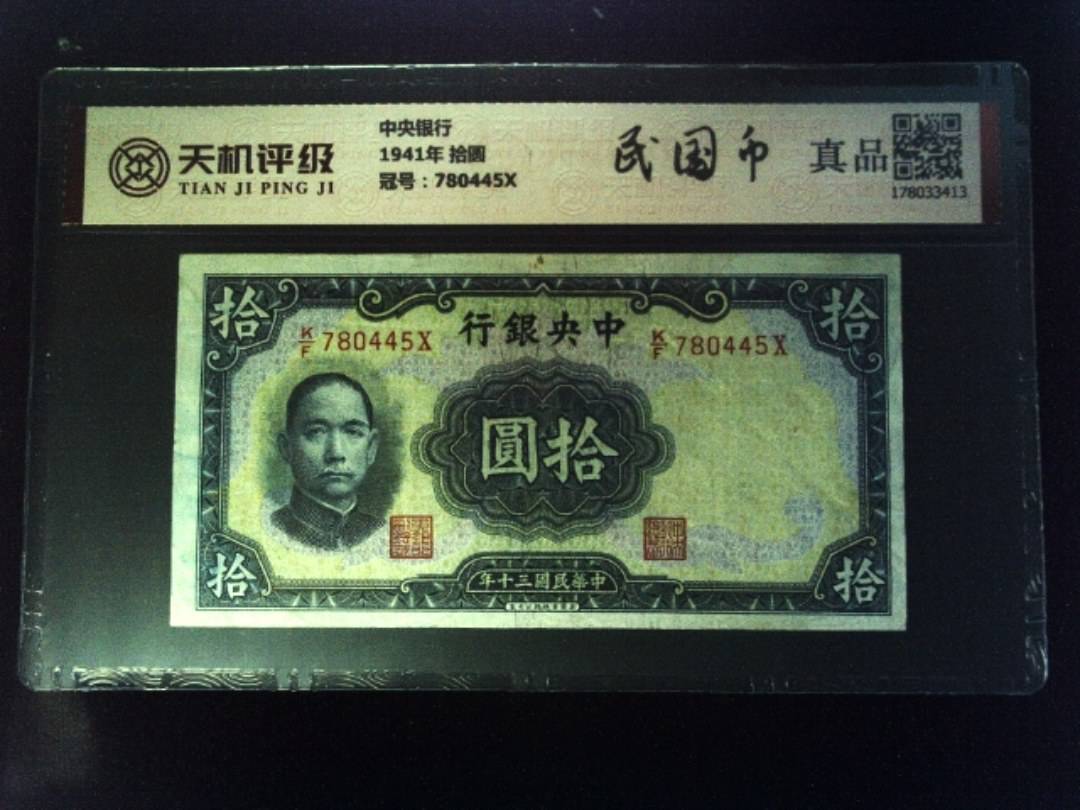 天机评级
TIAN JI PING JI
中央银行
1941年 拾圆
冠号：780445X
民国币
真品
178033413
拾
拾
K/F 780445X
行銀央中
K/F 780445X
圓拾
拾
年十三國民華中
拾